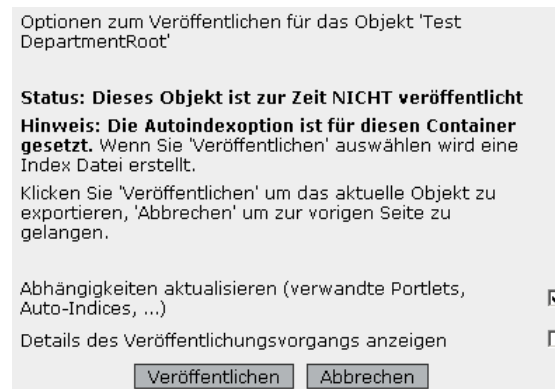 Optionen zum Veröffentlichen für das Objekt 'Test
DepartmentRoot'
Status: Dieses Objekt ist zur Zeit NICHT veröffentlicht
Hinweis: Die Autoindexoption ist für diesen Container
gesetzt. Wenn Sie 'Veröffentlichen' auswählen wird eine
Index Datei erstellt.
Klicken Sie 'Veröffentlichen' um das aktuelle Objekt zu
exportieren, 'Abbrechen' um zur vorigen Seite zu
gelangen.
Abhängigkeiten aktualisieren (verwandte Portlets,
Auto-Indices, ...)
Details des Veröffentlichungsvorgangs anzeigen
Veröffentlichen Abbrechen